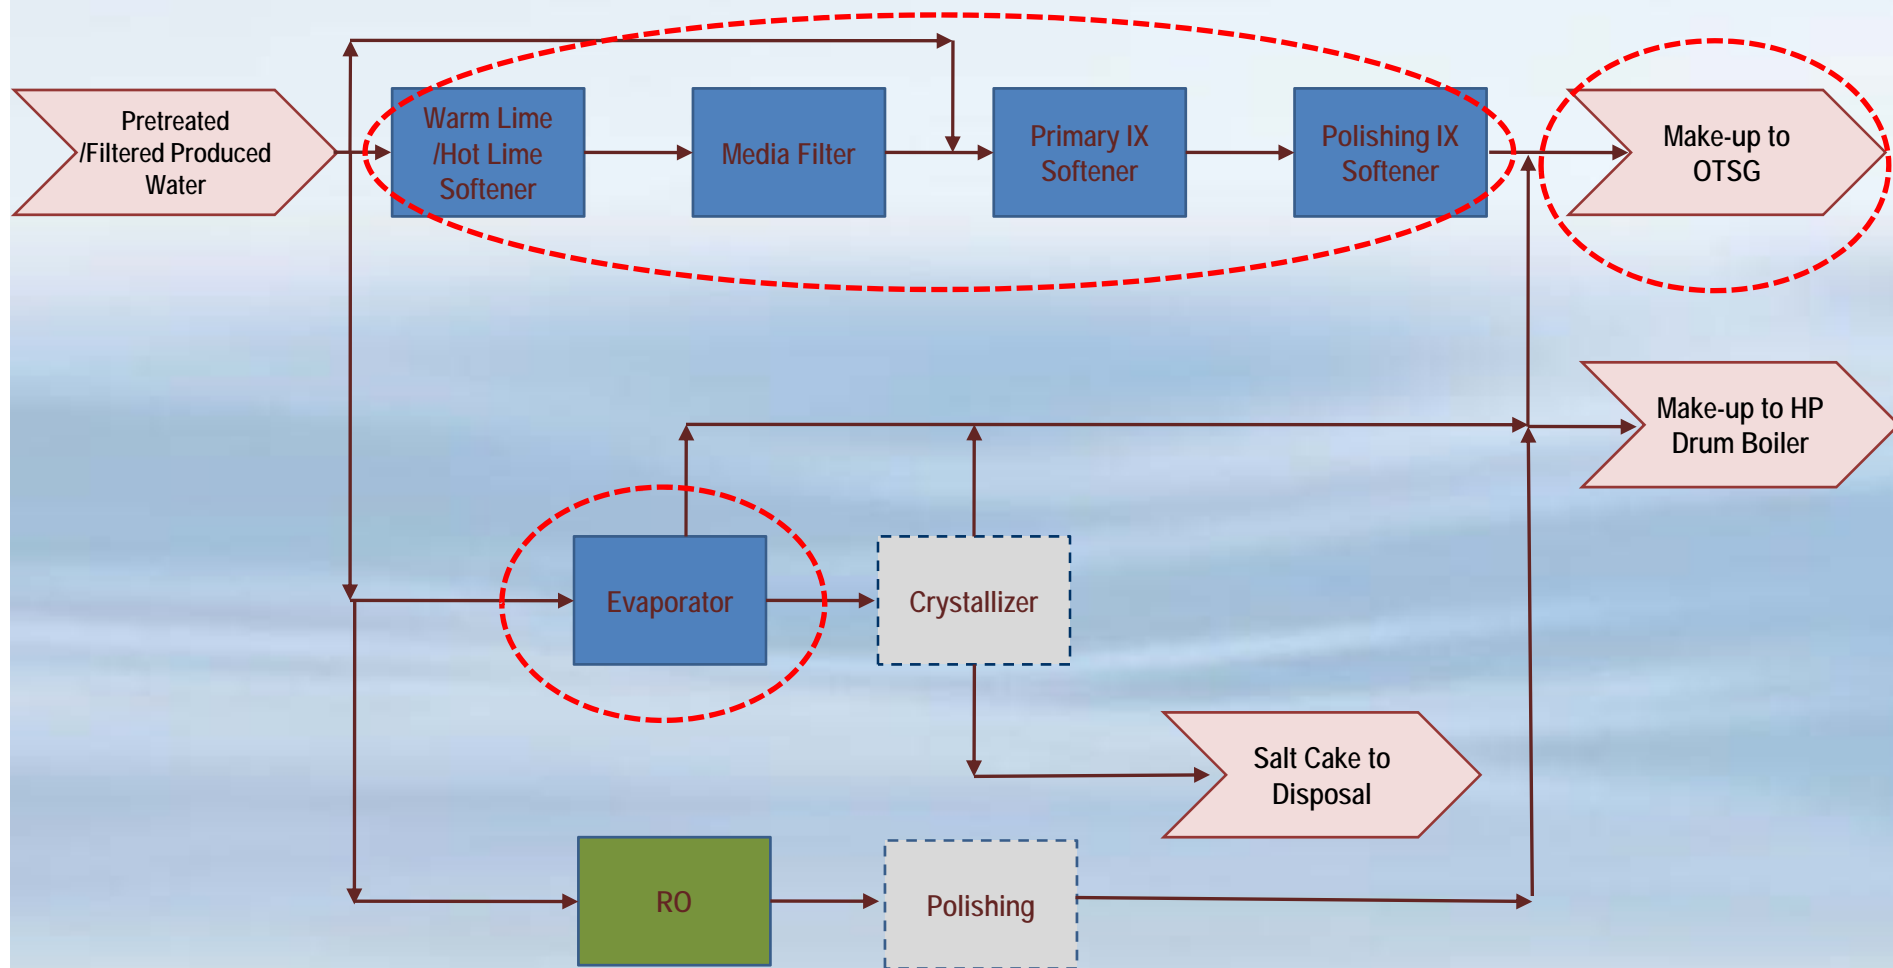 Pretreated
/Filtered Produced
Water
Warm Lime
/Hot Lime
Softener
Media Filter
Primary IX
Softener
Polishing IX
Softener
Make-up to
OTSG
Make-up to HP
Drum Boiler
Evaporator
Crystallizer
Salt Cake to
Disposal
RO
Polishing